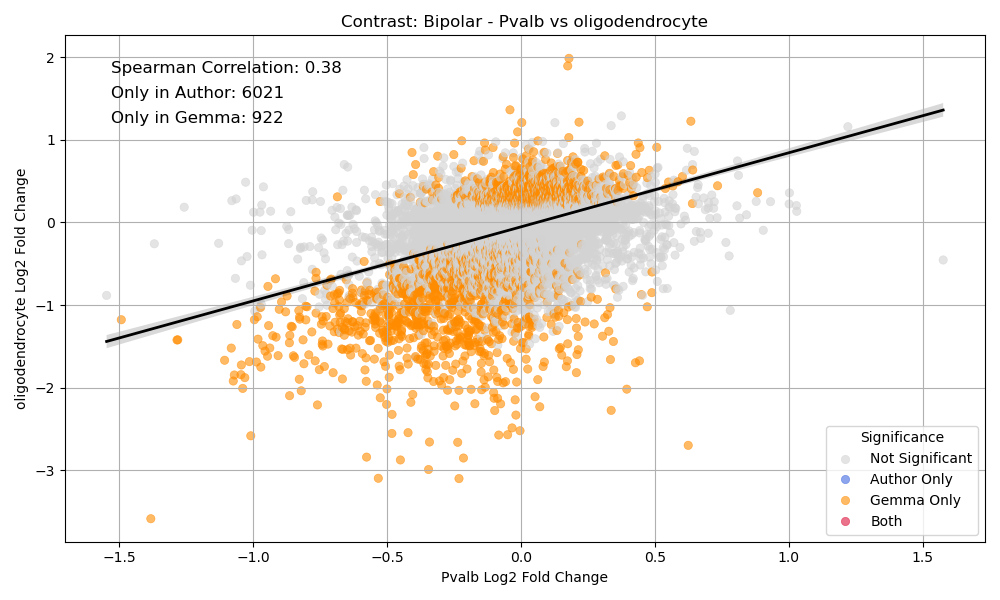 Contrast: Bipolar - Pvalb vs oligodendrocyte
Spearman Correlation: 0.38
Only in Author: 6021
Only in Gemma: 922
oligodendrocyte Log2 Fold Change
2
1
0
−1
−2
−3
Significance
Not Significant
Author Only
Gemma Only
Both
−1.5 −1.0 −0.5 0.0 0.5 1.0 1.5
Pvalb Log2 Fold Change